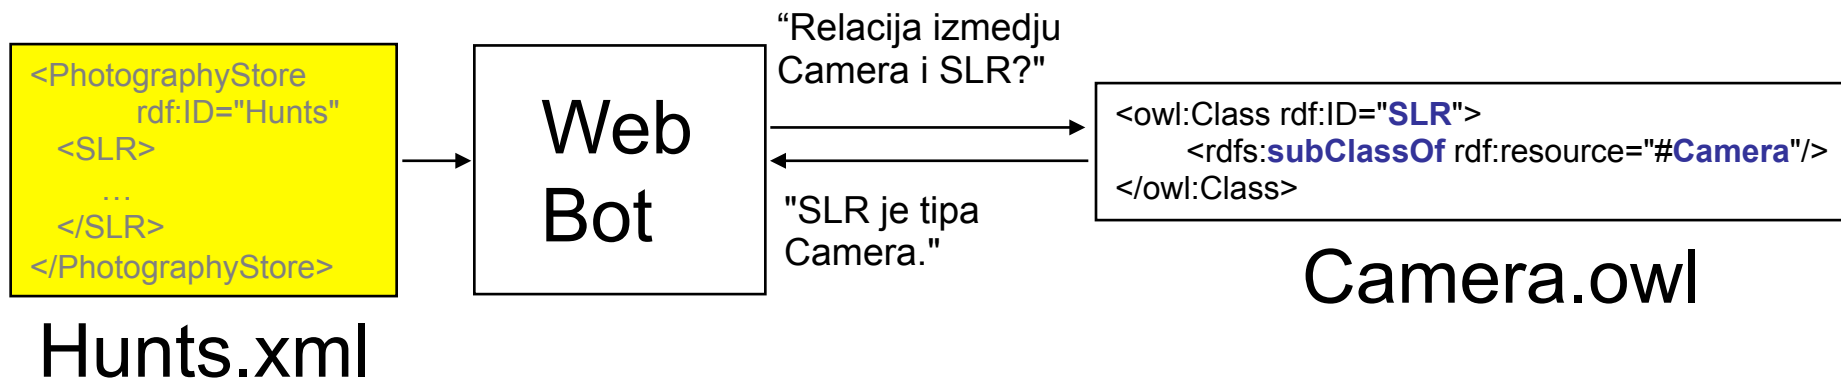 <PhotographyStore
rdf:ID="Hunts"
<SLR>
…
</SLR>
</PhotographyStore>
Hunts.xml
Web
Bot
“Relacija izmedju
Camera i SLR?"
"SLR je tipa
Camera."
<owl:Class rdf:ID="SLR">
<rdfs:subClassOf rdf:resource="#Camera"/>
</owl:Class>
Camera.owl